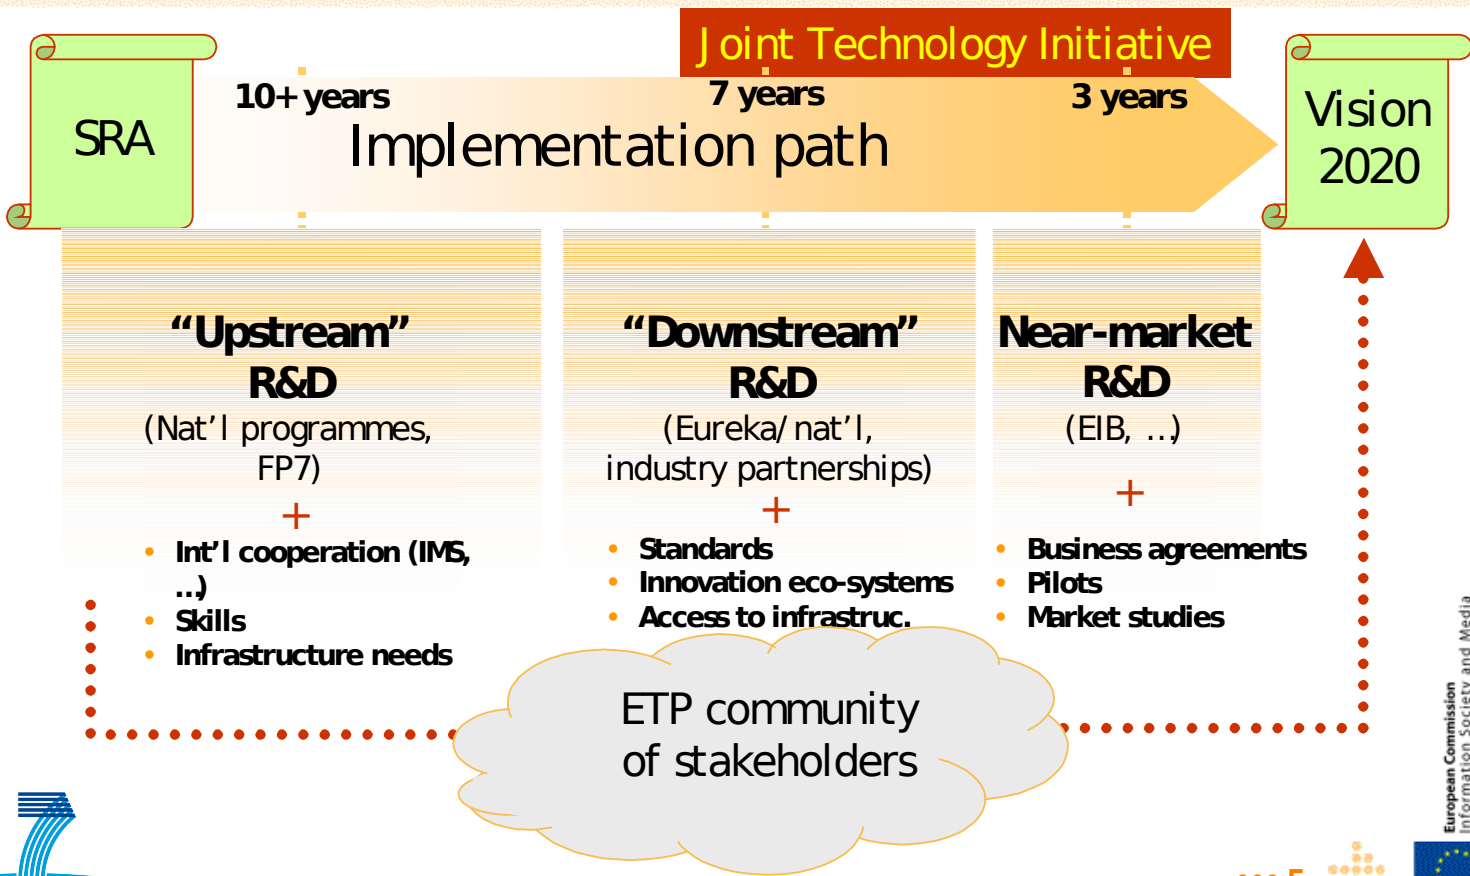 Joint Technology Initiative
SRA
10+ years
7 years
3 years
Implementation path
Vision
2020
“Upstream”
R&D
(Nat’l programmes,
FP7)
+
• Int’l cooperation (IMS,
…)
• Skills
• Infrastructure needs
“Downstream”
R&D
(Eureka/nat’l,
industry partnerships)
+
• Standards
• Innovation eco-systems
• Access to infrastruc.
Near-market
R&D
(EIB, …)
+
• Business agreements
• Pilots
• Market studies
ETP community
of stakeholders
European Commission
Information Society and Media
••• 5